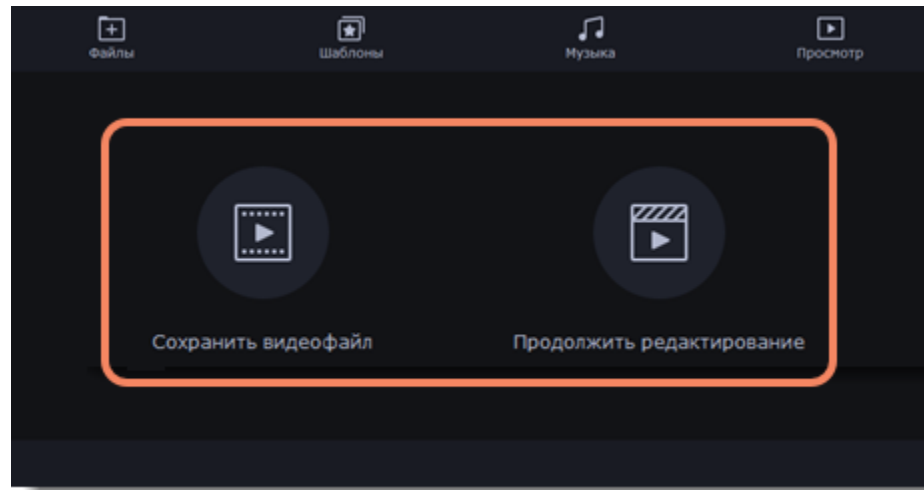 Файлы
Шаблоны
Музыка
Просмотр
Сохранить видеофайл
Продолжить редактирование